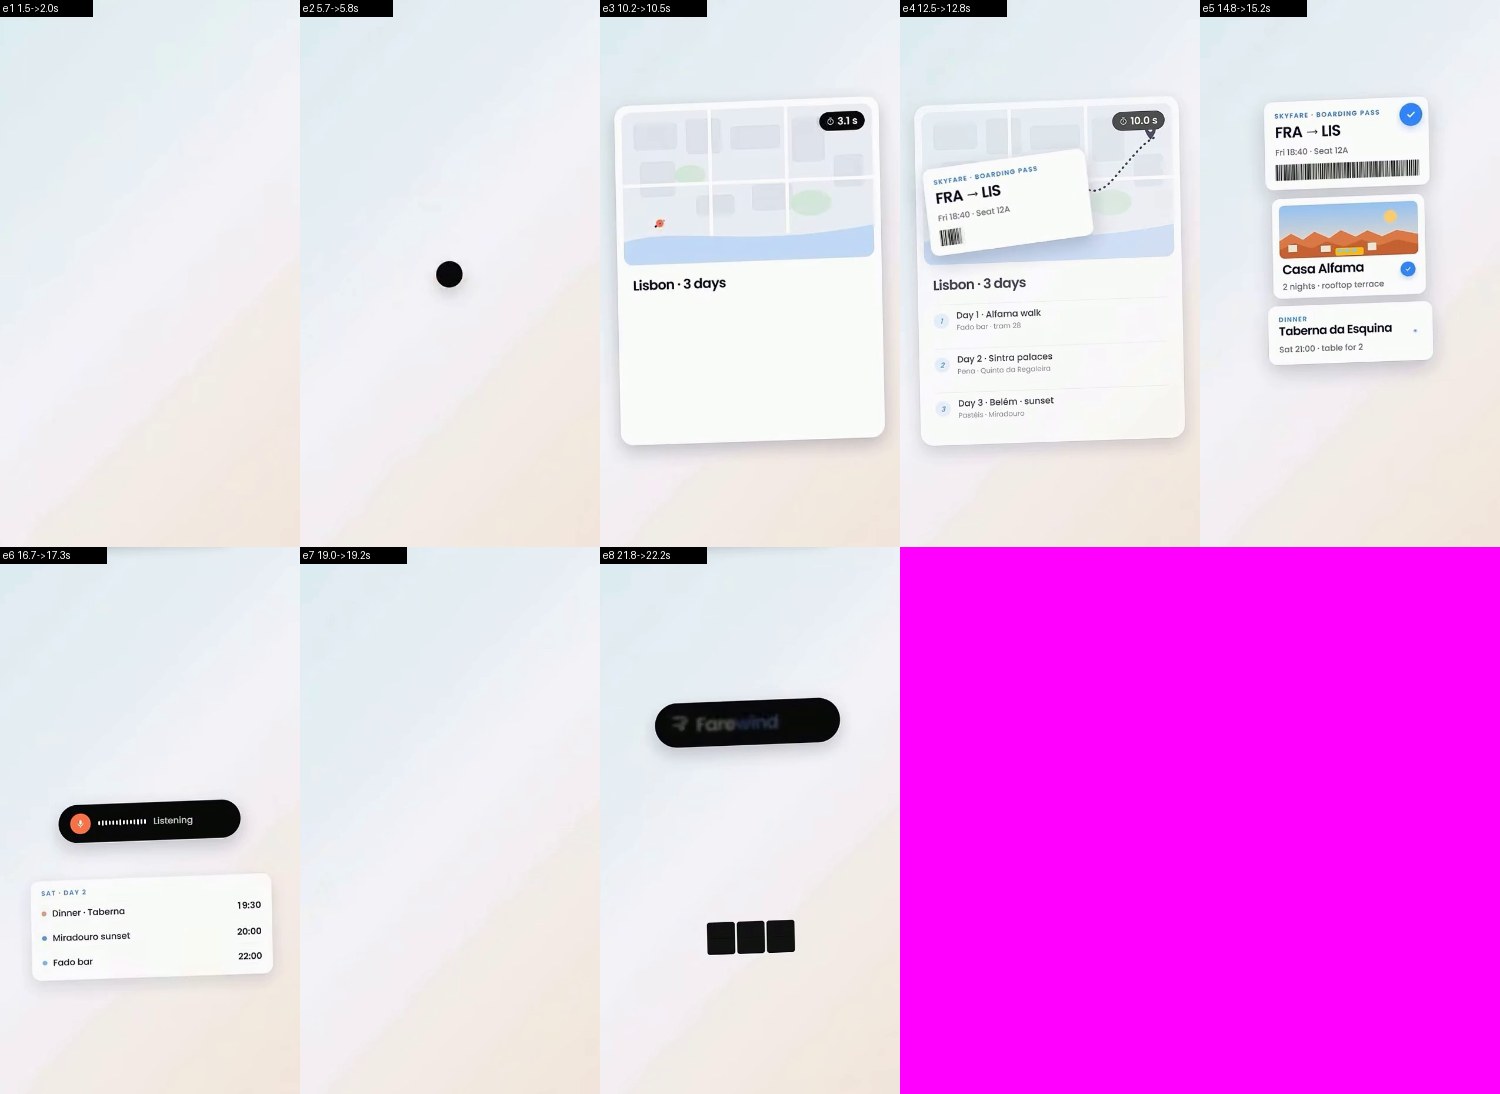 e1 1.5->2.0s
e2 5.7->5.8s
e3 10.2->10.5s
3.1 s
Lisbon · 3 days
e4 12.5->12.8s
10.0 s
SKYFARE · BOARDING PASS
FRA → LIS
Fri 18:40 · Seat 12A
Lisbon · 3 days
1
Day 1 · Alfama walk
Fado bar · tram 28
2
Day 2 · Sintra palaces
Pena · Quinta da Regaleira
3
Day 3 · Belém · sunset
Pastéis · Miradouro
e5 14.8->15.2s
SKYFARE · BOARDING PASS
FRA → LIS
Fri 18:40 · Seat 12A
Casa Alfama
2 nights · rooftop terrace
DINNER
Taberna da Esquina
Sat 21:00 · table for 2
e6 16.7->17.3s
Listening
SAT · DAY 2
Dinner · Taberna 19:30
Miradouro sunset 20:00
Fado bar 22:00
e7 19.0->19.2s
e8 21.8->22.2s
Farewind